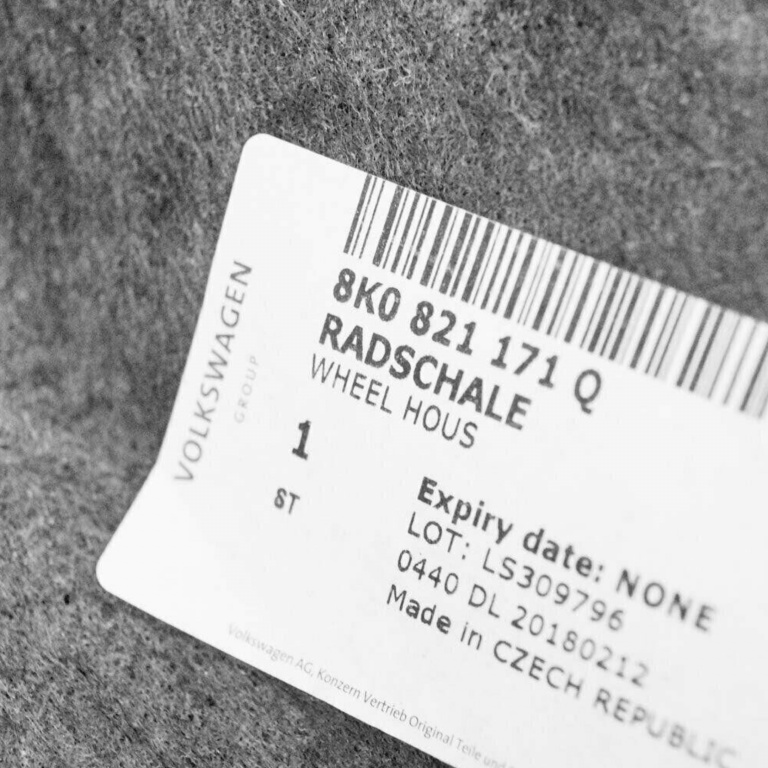 VOLKSWAGEN
GROUP
8K0 821 171 Q
RADSCHALE
WHEEL HOUS
1
ST
Expiry date: NONE
LOT: LS309796
0440 DL 20180212
Made in CZECH REPUBLIC
Volkswagen AG, Konzern Vertrieb Original Teile und